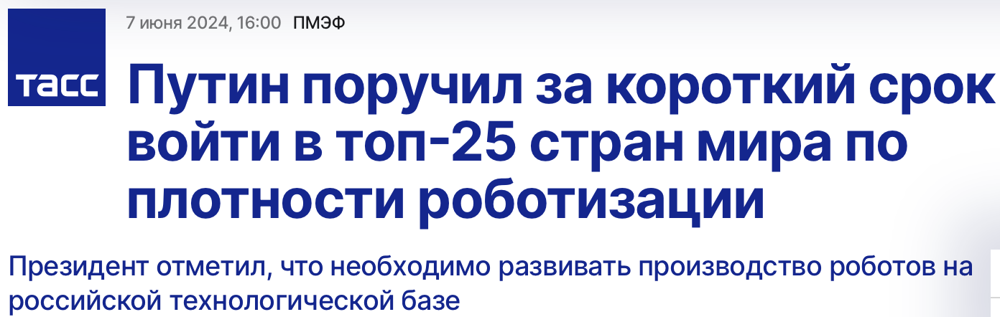 7 июня 2024, 16:00 ПМЭФ
тасс
Путин поручил за короткий срок
войти в топ-25 стран мира по
плотности роботизации
Президент отметил, что необходимо развивать производство роботов на
российской технологической базе